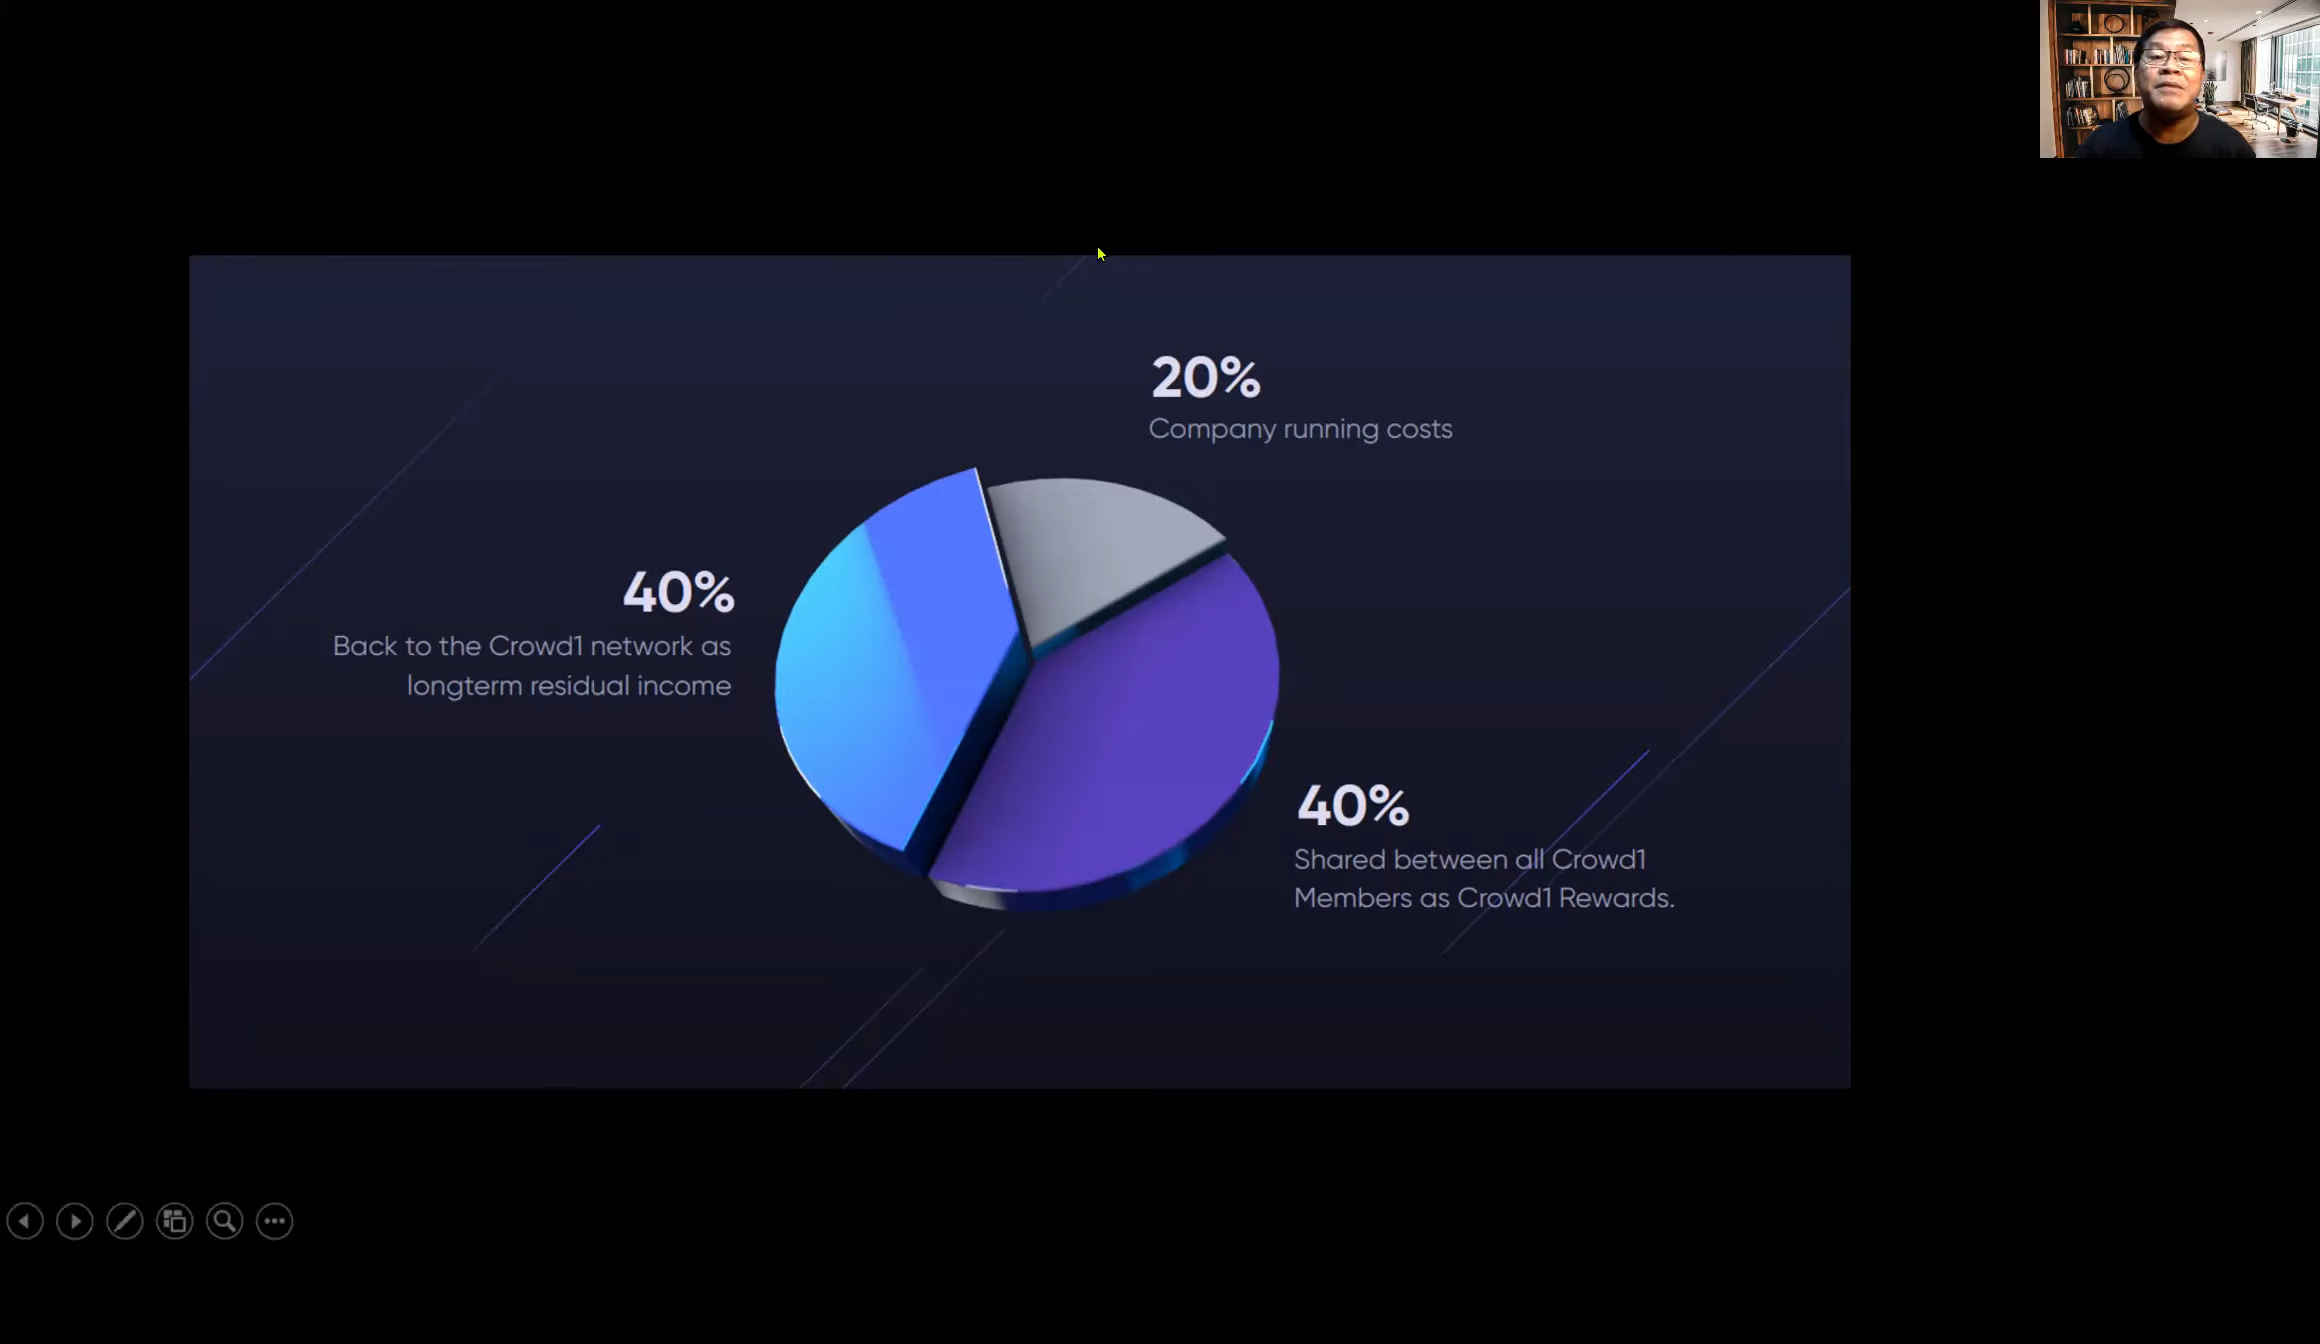 20%
Company running costs
40%
Back to the Crowd1 network as
longterm residual income
40%
Shared between all Crowd1
Members as Crowd1 Rewards.